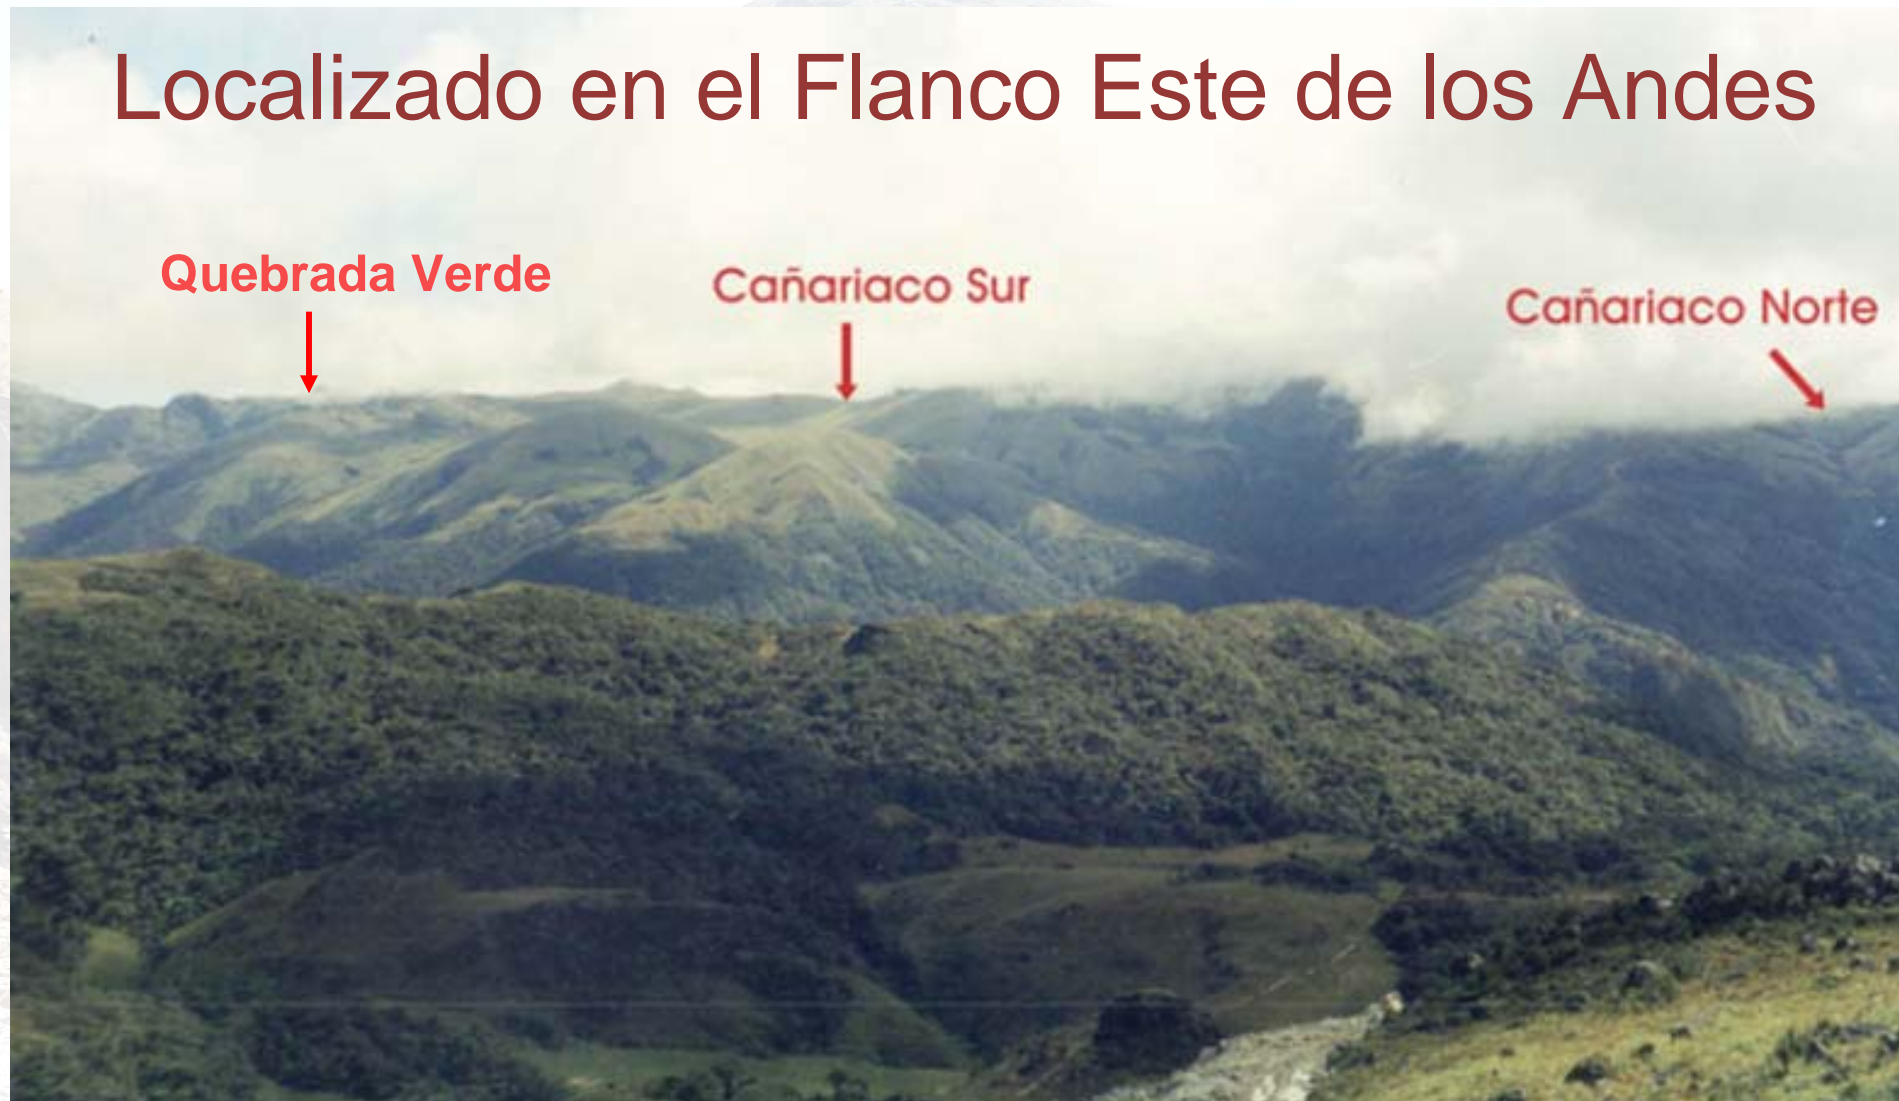 Localizado en el Flanco Este de los Andes
Quebrada Verde
Cañariaco Sur
Cañariaco Norte